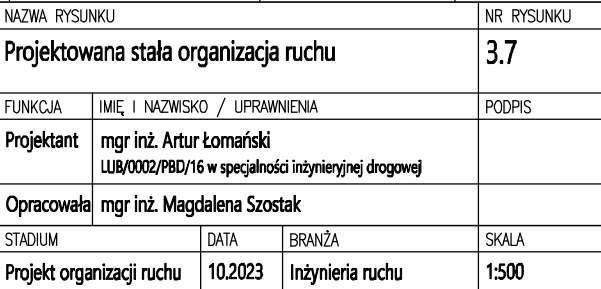 NAZWA RYSUNKU NR RYSUNKU
Projektowana stała organizacja ruchu 3.7
FUNKCJA IMIĘ I NAZWISKO / UPRAWNIENIA PODPIS
Projektant mgr inż. Artur Łomański
LUB/0002/PBD/16 w specjalności inżynieryjnej drogowej
Opracowała mgr inż. Magdalena Szostak
STADIUM DATA BRANŻA SKALA
Projekt organizacji ruchu 10.2023 Inżynieria ruchu 1:500